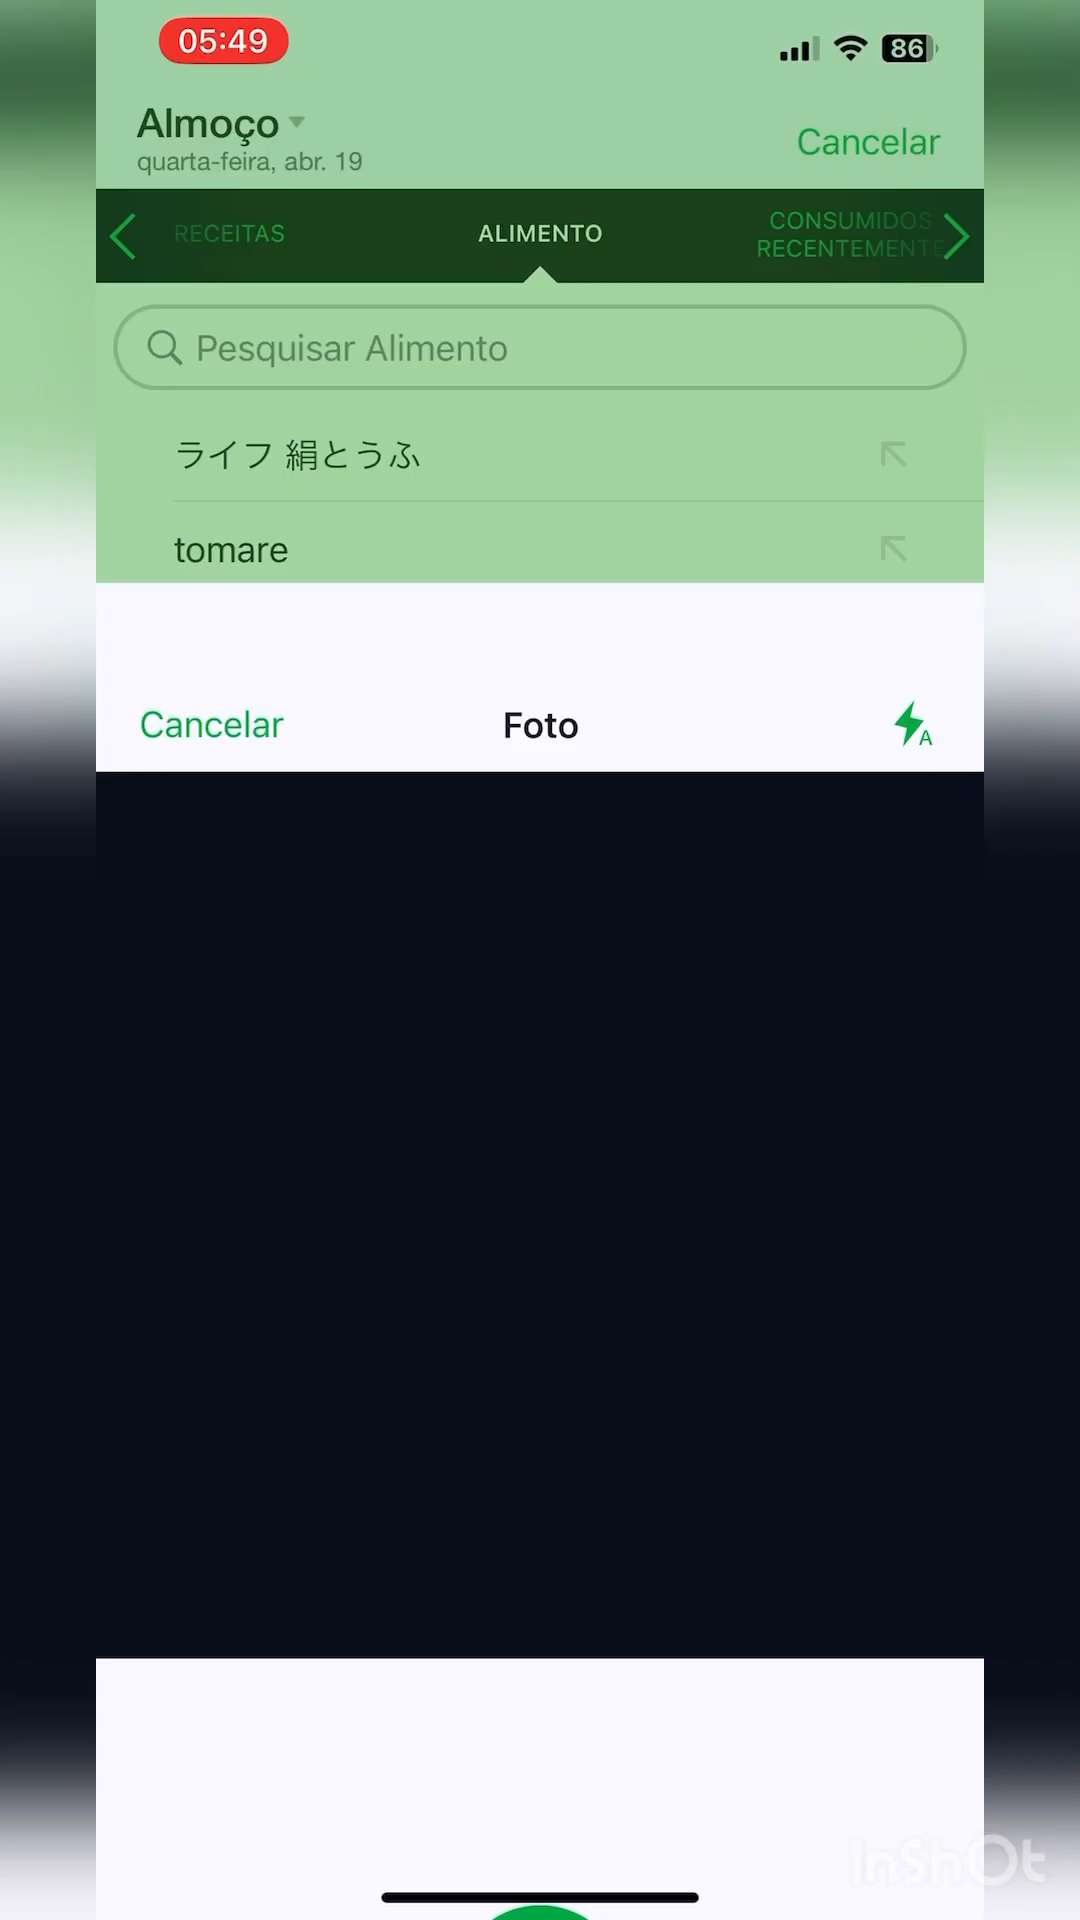 05:49
86
Almoço
quarta-feira, abr. 19
Cancelar
RECEITAS
ALIMENTO
CONSUMIDOS
RECENTEMENTE
Pesquisar Alimento
ライフ 絹とうふ
tomare
Cancelar
Foto
A
InShOt